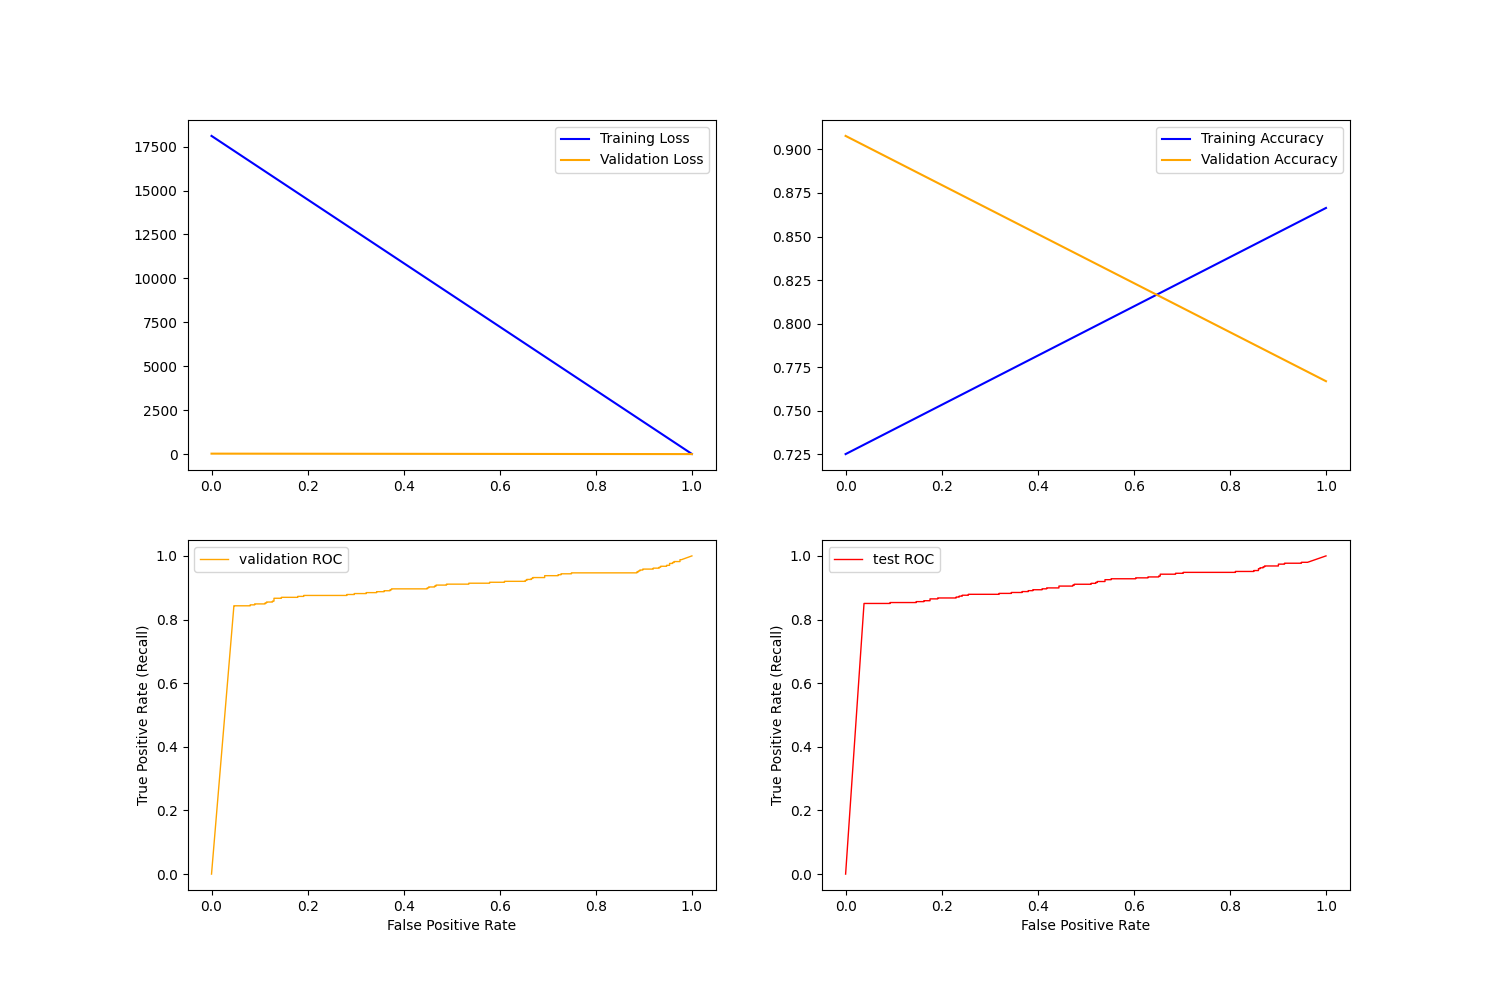 Training Loss
Validation Loss
17500
15000
12500
10000
7500
5000
2500
0
0.0 0.2 0.4 0.6 0.8 1.0
Training Accuracy
Validation Accuracy
0.900
0.875
0.850
0.825
0.800
0.775
0.750
0.725
0.0 0.2 0.4 0.6 0.8 1.0
validation ROC
True Positive Rate (Recall)
1.0
0.8
0.6
0.4
0.2
0.0
0.0 0.2 0.4 0.6 0.8 1.0
False Positive Rate
test ROC
True Positive Rate (Recall)
1.0
0.8
0.6
0.4
0.2
0.0
0.0 0.2 0.4 0.6 0.8 1.0
False Positive Rate